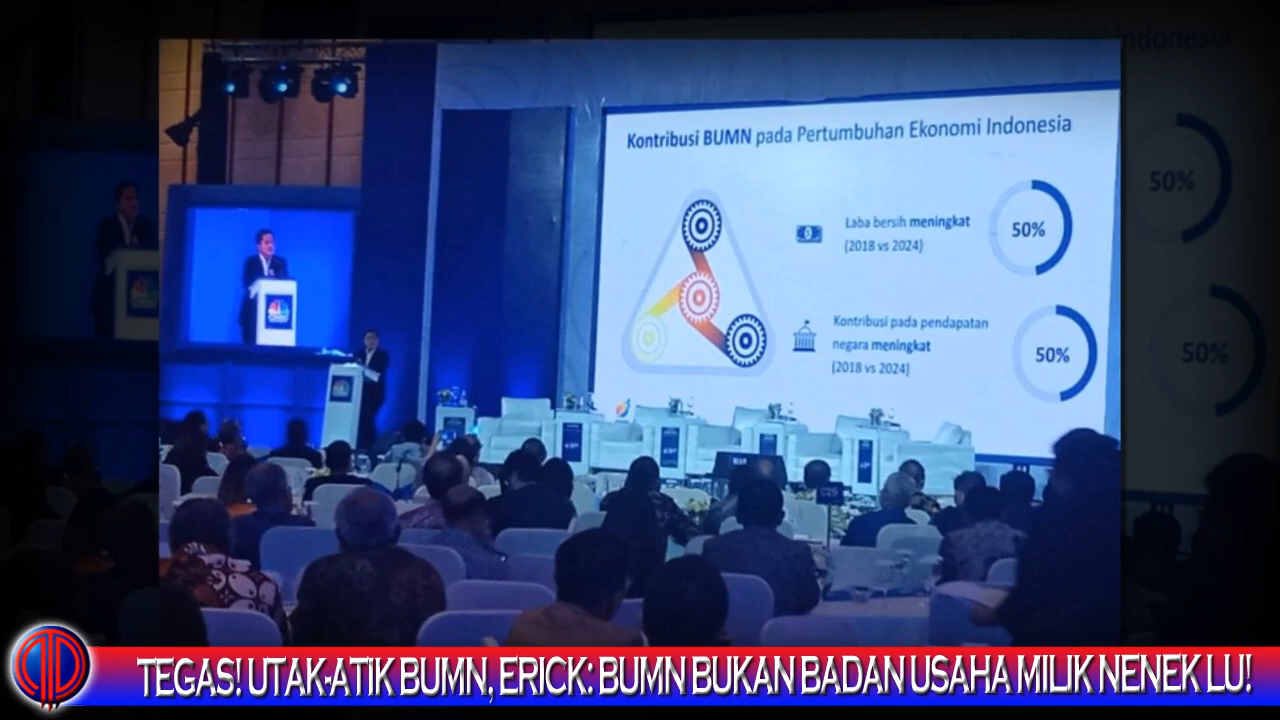 Kontribusi BUMN pada Pertumbuhan Ekonomi Indonesia
Laba bersih meningkat
(2018 vs 2024)
50%
Kontribusi pada pendapatan
negara meningkat
(2018 vs 2024)
50%
Indonesia
50%
50%
TEGAS! UTAK-ATIK BUMN, ERICK: BUMN BUKAN BADAN USAHA MILIK NENEK LU!